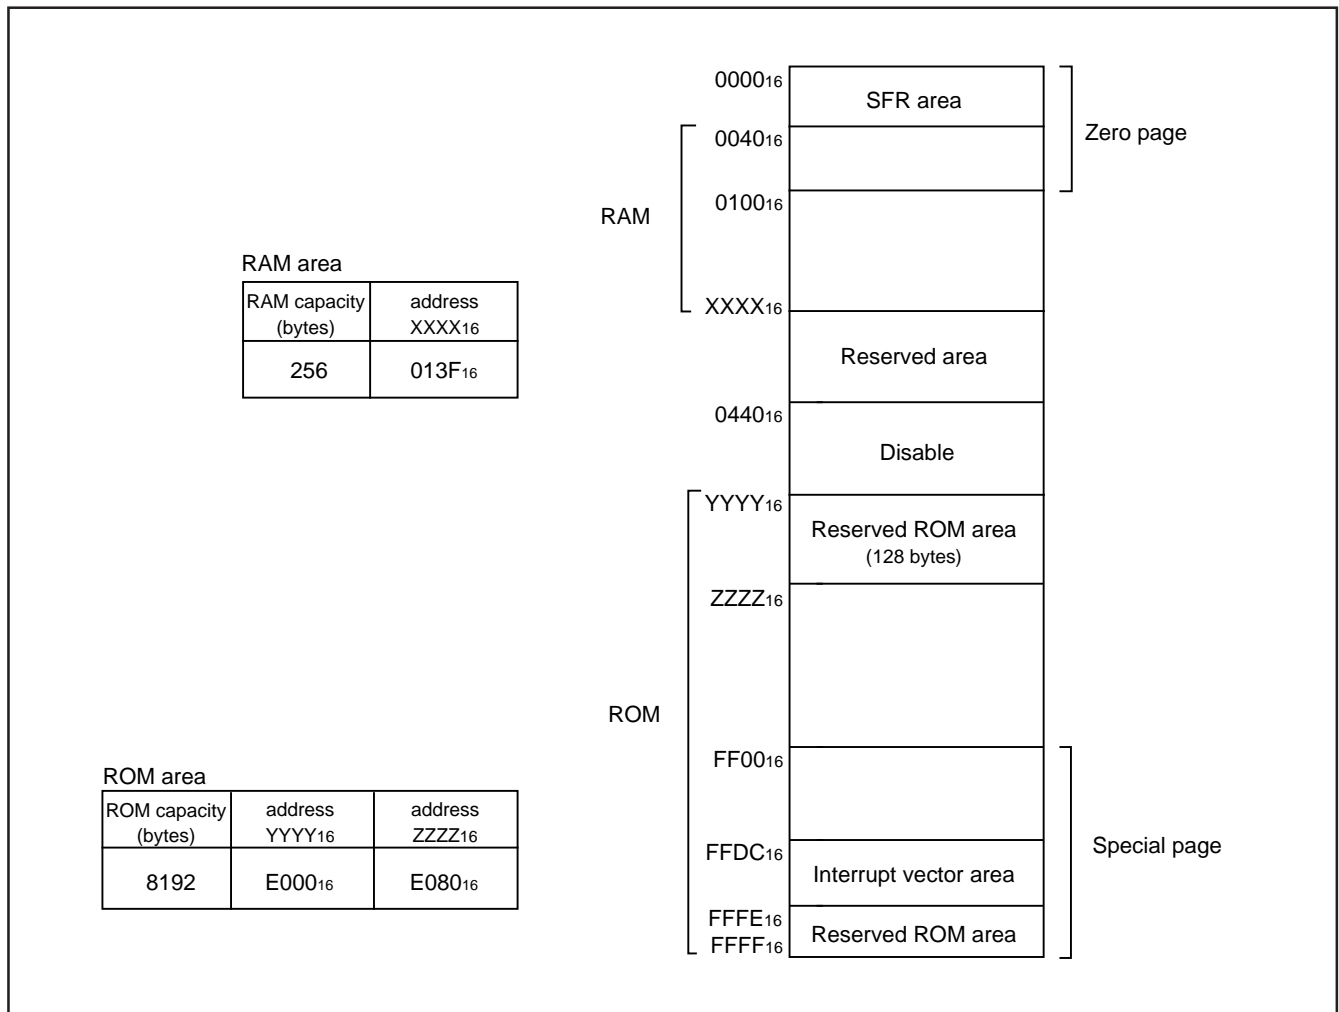 RAM area
RAM capacity
(bytes)
address
XXXX16
256
013F16
ROM area
ROM capacity
(bytes)
address
YYYY16
address
ZZZZ16
8192
E00016
E08016
RAM
ROM
000016
SFR area
004016
010016
XXXX16
Reserved area
044016
Disable
YYYY16
Reserved ROM area
(128 bytes)
ZZZZ16
FF0016
FFDC16
Interrupt vector area
FFFE16
FFFF16
Reserved ROM area
Zero page
Special page